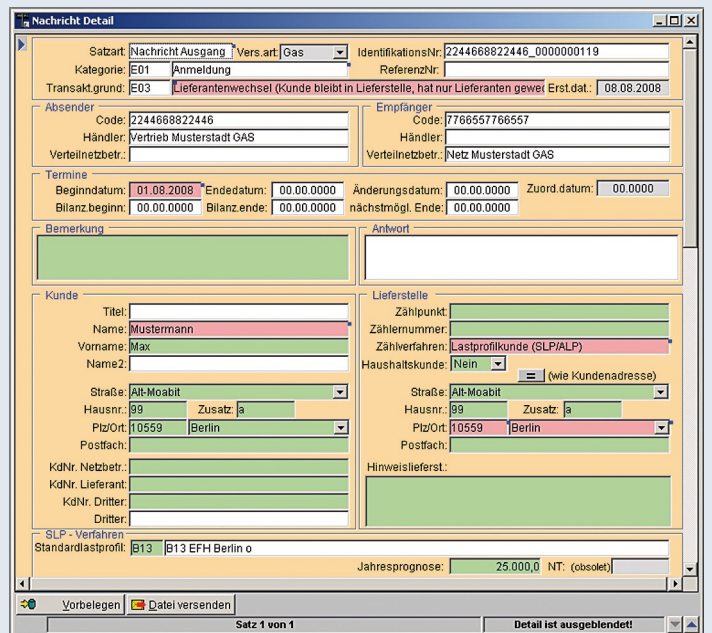 Nachricht Detail
Satzart: Nachricht Ausgang Vers.art: Gas IdentifikationsNr: 2244668822446_0000000119
Kategorie: E01 Anmeldung ReferenzNr:
Transakt.grund: E03 Lieferantenwechsel (Kunde bleibt in Lieferstelle, hat nur Lieferanten gewec Erst.dat.: 08.08.2008
Absender Empfänger
Code: 2244668822446 Code: 7766557766557
Händler: Vertrieb Musterstadt GAS Händler:
Verteilnetzbetr.: Verteilnetzbetr.: Netz Musterstadt GAS
Termine
Beginndatum: 01.08.2008 Endedatum: 00.00.0000 Änderungsdatum: 00.00.0000 Zuord.datum: 00.0000
Bilanz.beginn: 00.00.0000 Bilanz.ende: 00.00.0000 nächstmögl. Ende: 00.00.0000
Bemerkung Antwort
Kunde Lieferstelle
Titel: Zählpunkt:
Name: Mustermann Zählernummer:
Vorname: Max Zählverfahren: Lastprofilkunde (SLP/ALP)
Name2: Haushaltskunde: Nein
= (wie Kundenadresse)
Straße: Alt-Moabit Straße: Alt-Moabit
Hausnr.: 99 Zusatz: a Hausnr.: 99 Zusatz: a
Plz/Ort: 10559 Berlin Plz/Ort: 10559 Berlin
Postfach: Postfach:
KdNr. Netzbetr.: Hinweislieferst.:
KdNr. Lieferant:
KdNr. Dritter:
Dritter:
SLP - Verfahren
Standardlastprofil: B13 B13 EFH Berlin o
Jahresprognose: 25.000,0 NT: (obsolet)
Vorbelegen Datei versenden
Satz 1 von 1 Detail ist ausgeblendet!